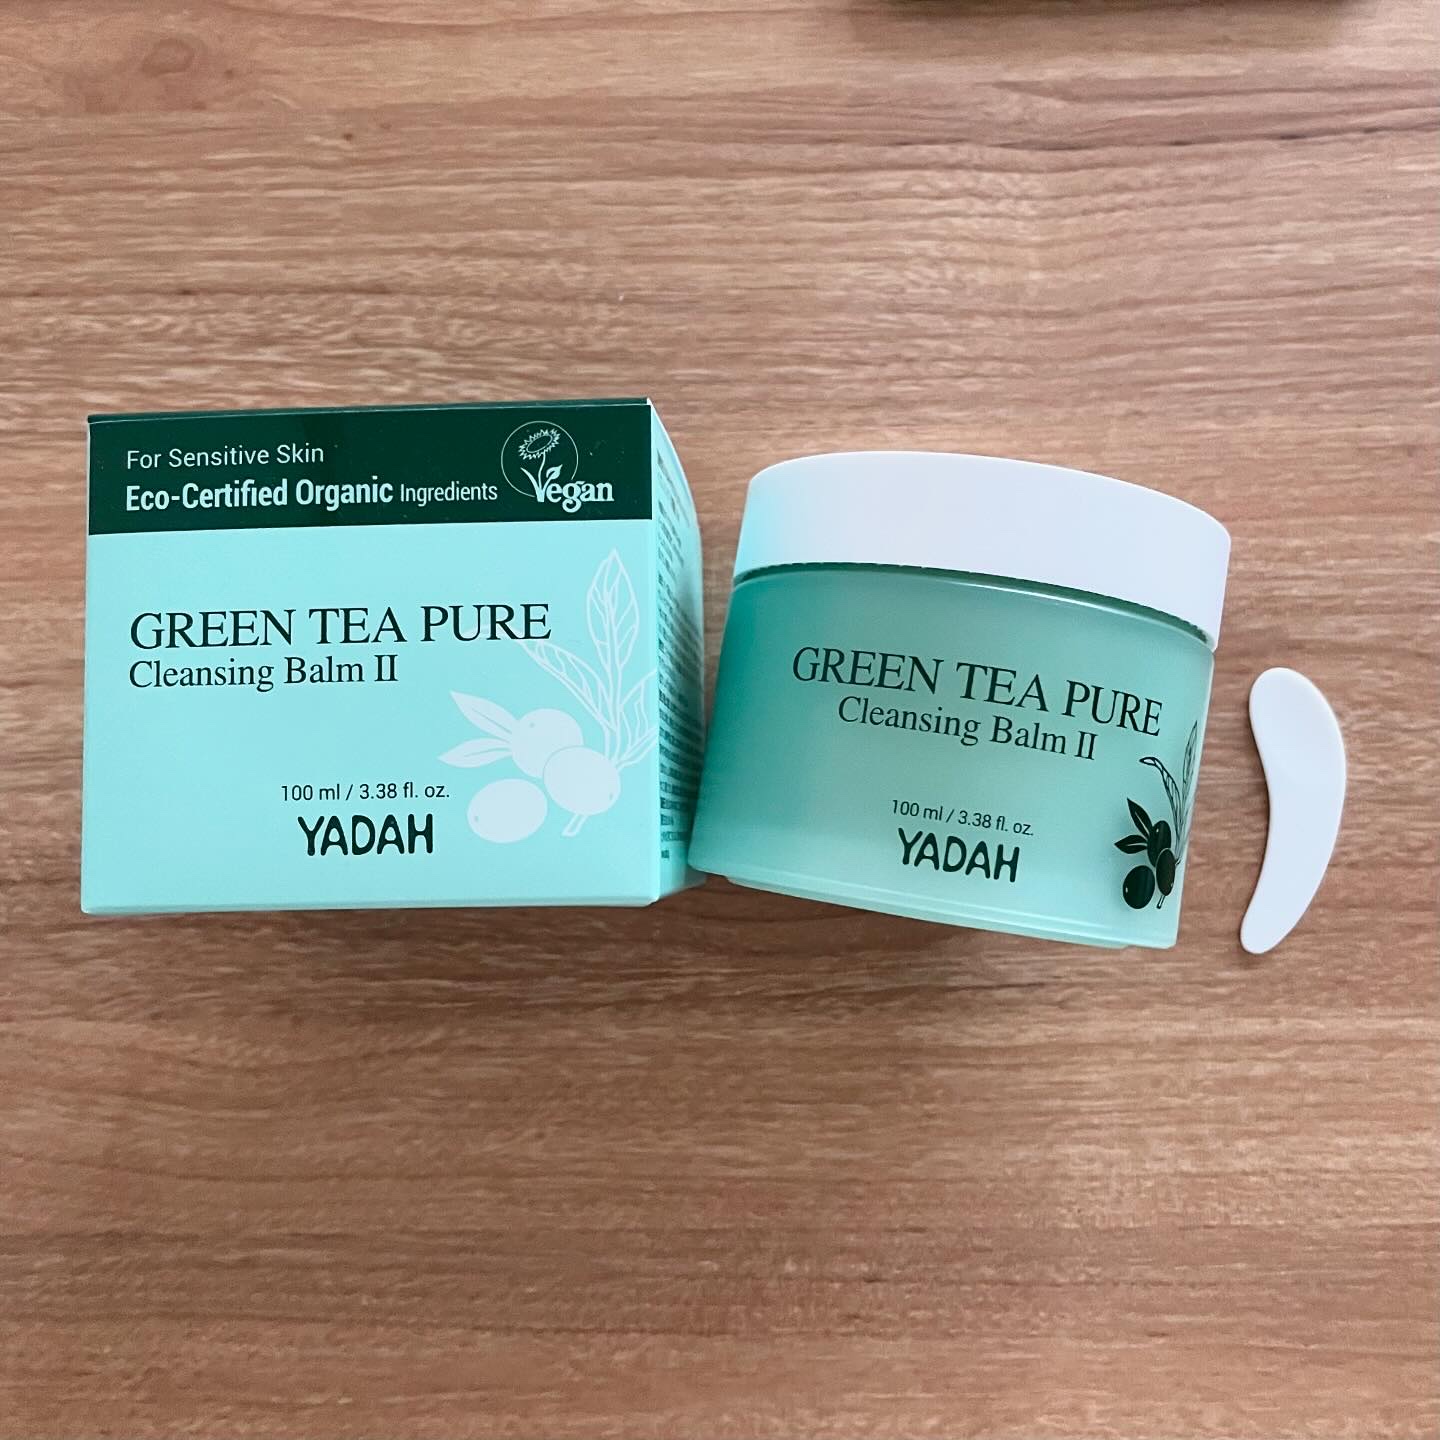 For Sensitive Skin
Eco-Certified Organic Ingredients
Vegan
GREEN TEA PURE
Cleansing Balm II
100 ml / 3.38 fl. oz.
YADAH
GREEN TEA PURE
Cleansing Balm II
100 ml / 3.38 fl. oz.
YADAH